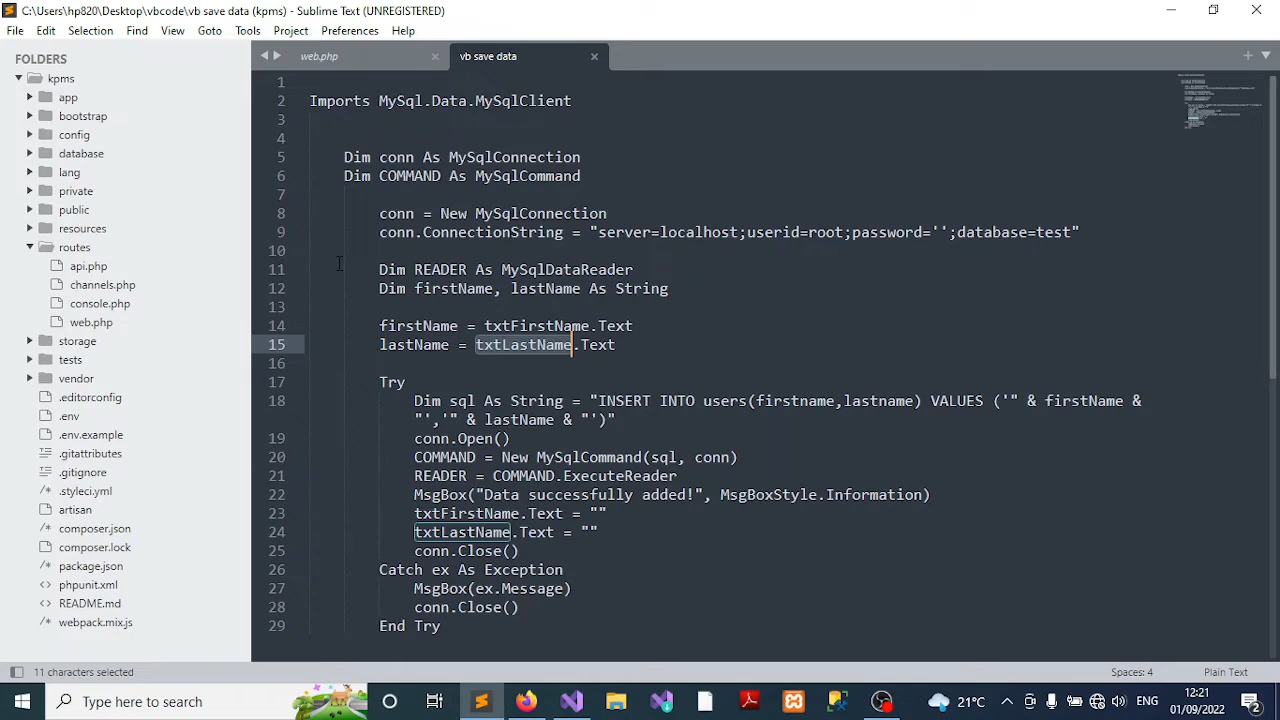 C:\Users\hp820\Desktop\vbcode\vb save data (kpms) - Sublime Text (UNREGISTERED)
File Edit Selection Find View Goto Tools Project Preferences Help
FOLDERS
kpms
app
bootstrap
config
database
lang
private
public
resources
routes
api.php
channels.php
console.php
web.php
storage
tests
vendor
.editorconfig
.env
.env.example
.gitattributes
.gitignore
.styleci.yml
artisan
composer.json
composer.lock
package.json
phpunit.xml
README.md
webpack.mix.js
web.php
vb save data
1
2 Imports MySql.Data.MySqlClient
3
4
5 Dim conn As MySqlConnection
6 Dim COMMAND As MySqlCommand
7
8 conn = New MySqlConnection
9 conn.ConnectionString = "server=localhost;userid=root;password='';database=test"
10
11 Dim READER As MySqlDataReader
12 Dim firstName, lastName As String
13
14 firstName = txtFirstName.Text
15 lastName = txtLastName.Text
16
17 Try
18 Dim sql As String = "INSERT INTO users(firstname,lastname) VALUES ('" & firstName &
"','" & lastName & "')"
19 conn.Open()
20 COMMAND = New MySqlCommand(sql, conn)
21 READER = COMMAND.ExecuteReader
22 MsgBox("Data successfully added!", MsgBoxStyle.Information)
23 txtFirstName.Text = ""
24 txtLastName.Text = ""
25 conn.Close()
26 Catch ex As Exception
27 MsgBox(ex.Message)
28 conn.Close()
29 End Try
11 characters selected
Spaces: 4
Plain Text
Type here to search
21°C
ENG
12:21
01/09/2022
2